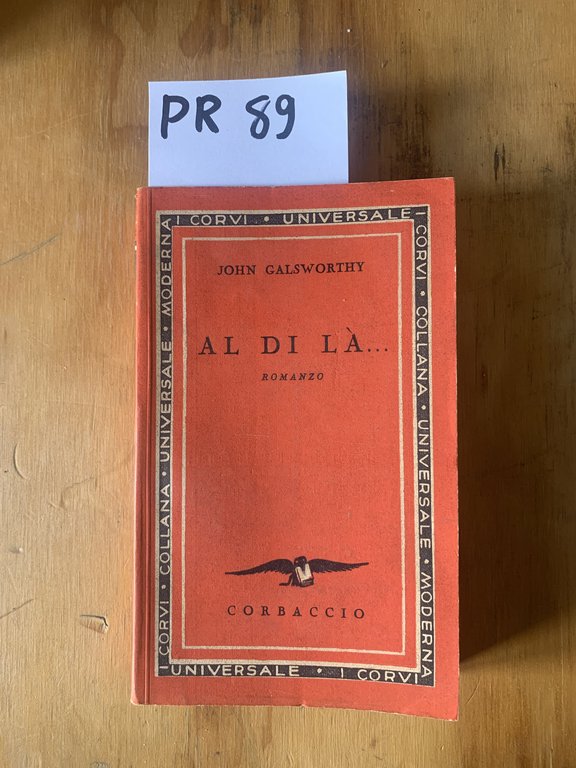 PR 89
I CORVI • UNIVERSALE
I CORVI • COLLANA • UNIVERSALE • MODERNA
UNIVERSALE • I CORVI
I CORVI • COLLANA • UNIVERSALE • MODERNA
JOHN GALSWORTHY
AL DI LÀ...
ROMANZO
CORBACCIO